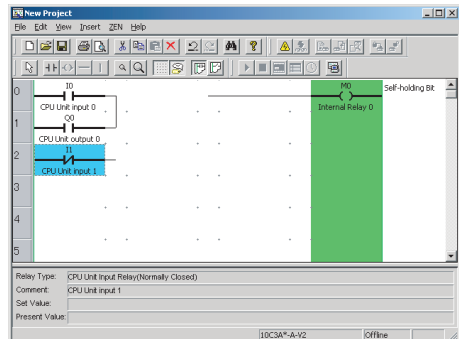 New Project
File Edit View Insert ZEN Help
0
I0
CPU Unit input 0
M0
Internal Relay 0
Self-holding Bit
1
Q0
CPU Unit output 0
2
I1
CPU Unit input 1
3
4
5
Relay Type: CPU Unit Input Relay(Normally Closed)
Comment: CPU Unit input 1
Set Value:
Present Value:
10C3A*-A-V2 Offline